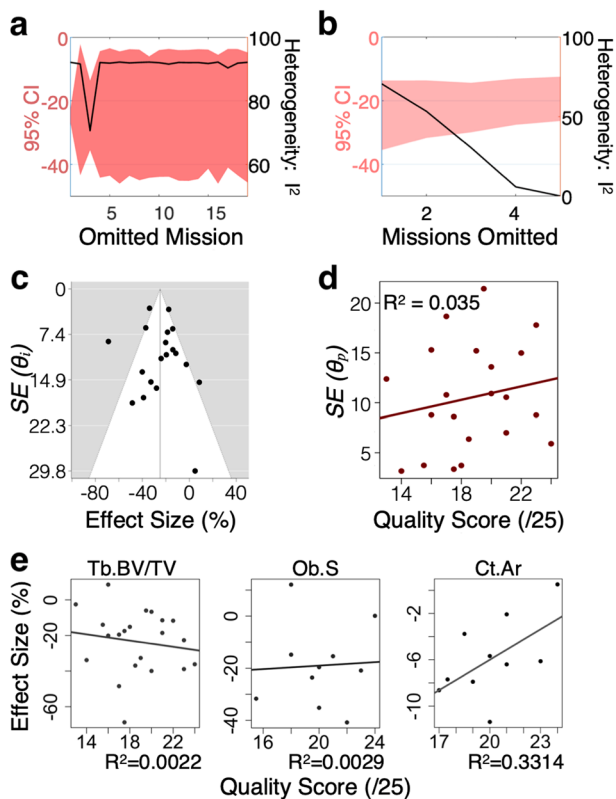 a
0
-20
-40
95% CI
100
80
60
Heterogeneity: I²
5
10
15
Omitted Mission
b
0
-20
-40
95% CI
100
50
0
Heterogeneity: I²
2
4
Missions Omitted
c
0
7.4
14.9
22.3
29.8
SE (θi)
-80
-40
0
40
Effect Size (%)
d
R² = 0.035
20
15
10
5
SE (θp)
14
18
22
Quality Score (/25)
e
Effect Size (%)
Tb.BV/TV
0
-20
-60
14
18
22
R²=0.0022
Ob.S
0
-20
-40
16
20
24
R²=0.0029
Ct.Ar
-2
-6
-10
17
20
23
R²=0.3314
Quality Score (/25)